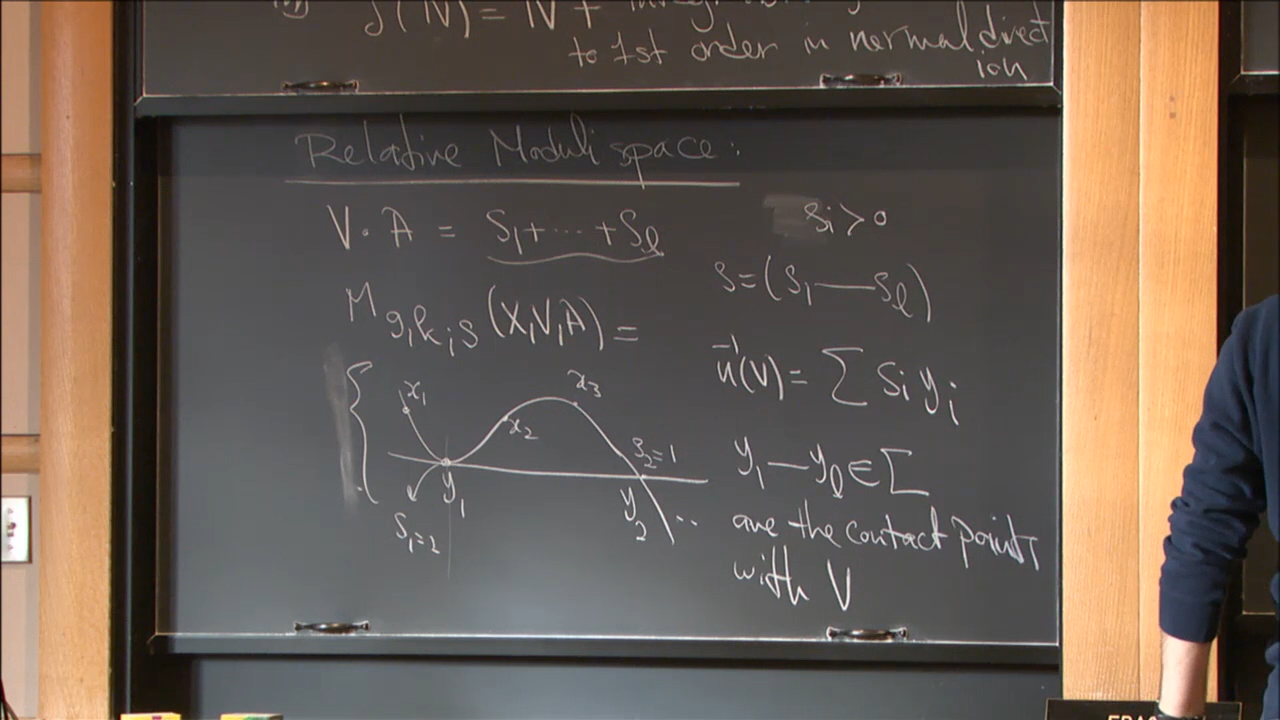 J(N) = N +
to 1st order in normal direct
ion
Relative Moduli space:
V · A = S₁ + ··· + Sₗ
Sᵢ > 0
S = (S₁ — Sₗ)
M_{g,k;s} (X, V, A) =
u⁻¹(V) = Σ Sᵢ yᵢ
{
x₁
x₂
x₃
S₂=1
y₁
y₂ ··
S₁=2
y₁ — yₗ ∈ Σ
are the contact points
with V